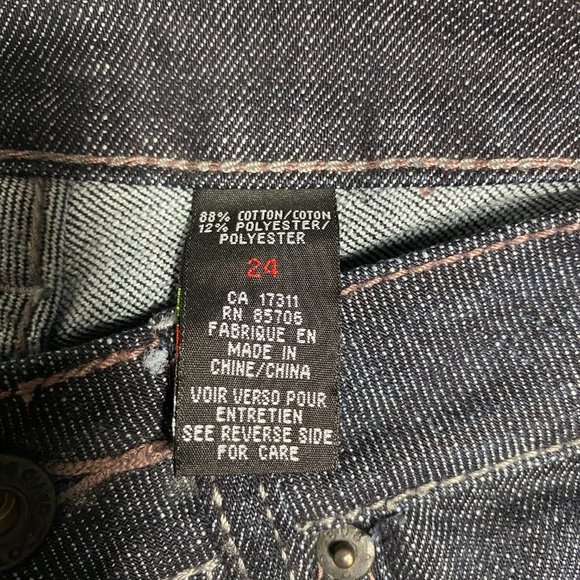 88% COTTON/COTON
12% POLYESTER/
POLYESTER
24
CA 17311
RN 85706
FABRIQUE EN
MADE IN
CHINE/CHINA
VOIR VERSO POUR
ENTRETIEN
SEE REVERSE SIDE
FOR CARE